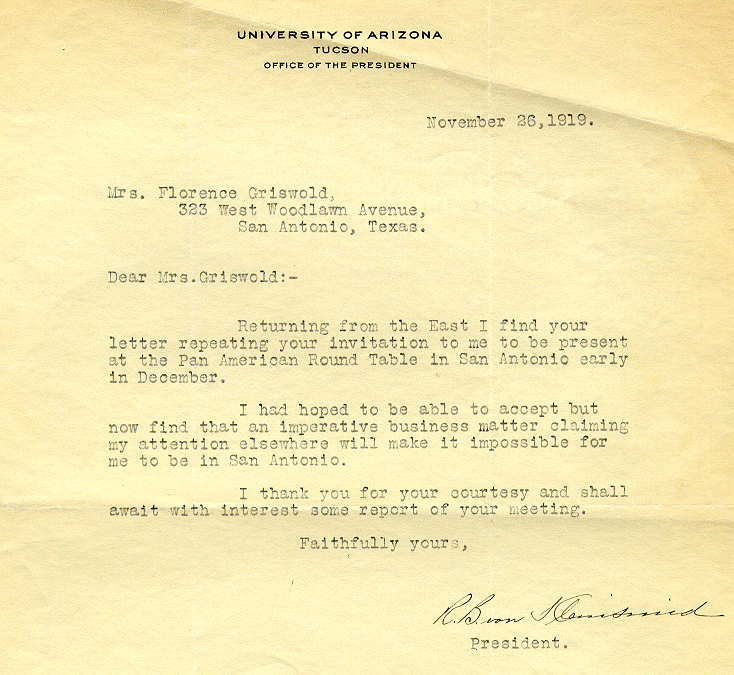 UNIVERSITY OF ARIZONA
TUCSON
OFFICE OF THE PRESIDENT
November 26,1919.
Mrs. Florence Griswold,
323 West Woodlawn Avenue,
San Antonio, Texas.
Dear Mrs.Griswold:-
Returning from the East I find your
letter repeating your invitation to me to be present
at the Pan American Round Table in San Antonio early
in December.
I had hoped to be able to accept but
now find that an imperative business matter claiming
my attention elsewhere will make it impossible for
me to be in San Antonio.
I thank you for your courtesy and shall
await with interest some report of your meeting.
Faithfully yours,
R. B. von
President.